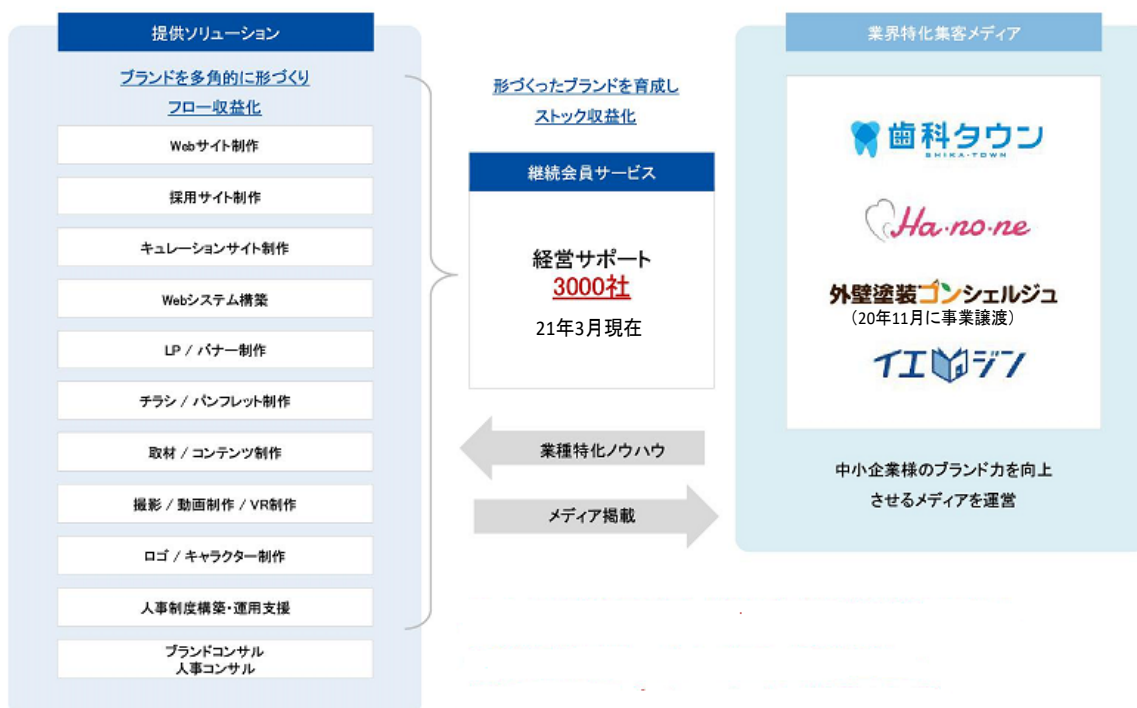 提供ソリューション
ブランドを多角的に形づくり
フロー収益化
Webサイト制作
採用サイト制作
キュレーションサイト制作
Webシステム構築
LP / バナー制作
チラシ / パンフレット制作
取材 / コンテンツ制作
撮影 / 動画制作 / VR制作
ロゴ / キャラクター制作
人事制度構築・運用支援
ブランドコンサル
人事コンサル
形づくったブランドを育成し
ストック収益化
継続会員サービス
経営サポート
3000社
21年3月現在
業種特化ノウハウ
メディア掲載
業界特化集客メディア
歯科タウン
SHIKA-TOWN
Ha・no・ne
外壁塗装コンシェルジュ
（20年11月に事業譲渡）
イエジン
中小企業様のブランド力を向上
させるメディアを運営